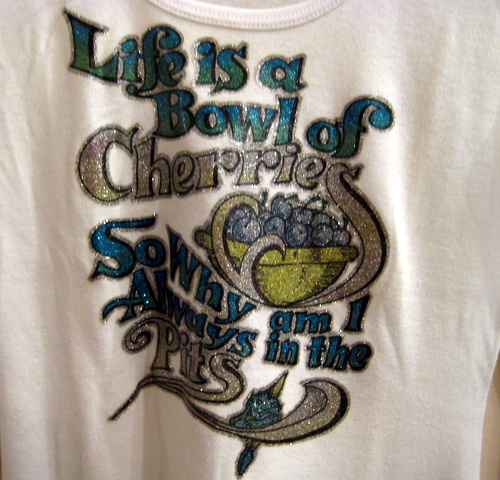 Life is a
Bowl of
Cherries
So Why am I
Always in the
Pits